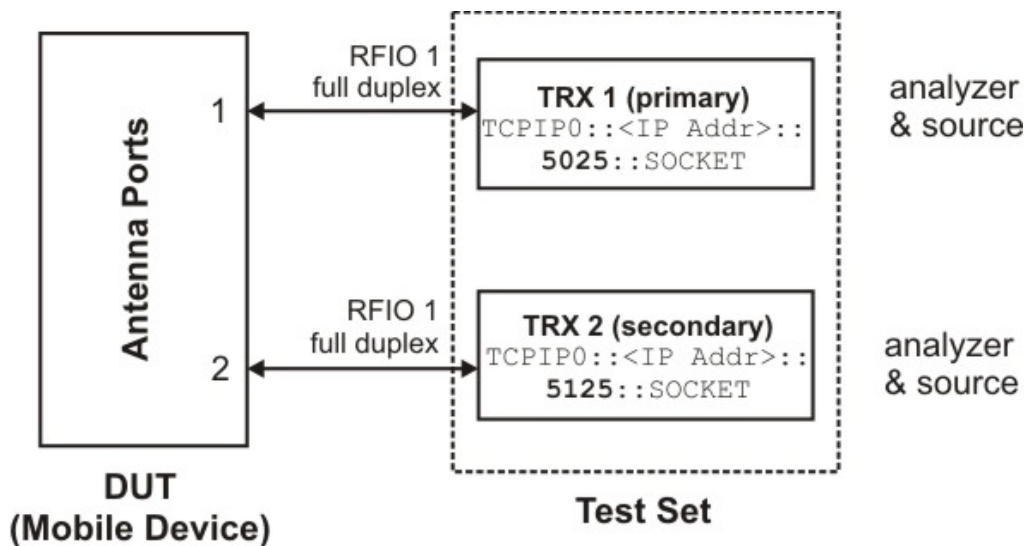 RFIO 1
full duplex
TRX 1 (primary)
TCPIP0::<IP Addr>::
5025::SOCKET
analyzer
& source
1
Antenna Ports
2
RFIO 1
full duplex
TRX 2 (secondary)
TCPIP0::<IP Addr>::
5125::SOCKET
analyzer
& source
DUT
(Mobile Device)
Test Set